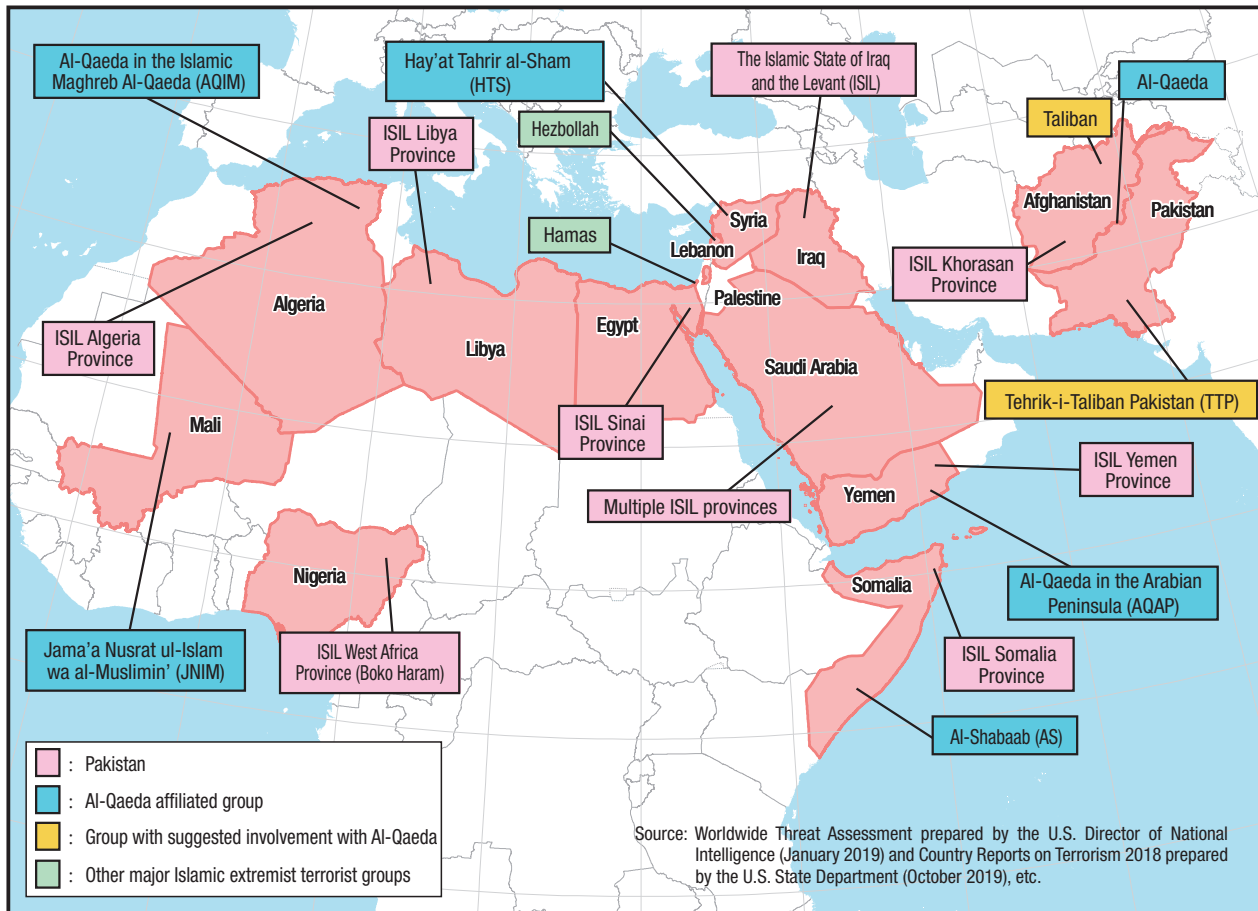 Al-Qaeda in the Islamic
Maghreb Al-Qaeda (AQIM)
Hay'at Tahrir al-Sham
(HTS)
The Islamic State of Iraq
and the Levant (ISIL)
Al-Qaeda
ISIL Libya
Province
Hezbollah
Taliban
Hamas
Syria
Lebanon
Iraq
Palestine
Afghanistan
Pakistan
ISIL Khorasan
Province
Algeria
Libya
Egypt
Saudi Arabia
ISIL Algeria
Province
Mali
ISIL Sinai
Province
Tehrik-i-Taliban Pakistan (TTP)
Multiple ISIL provinces
Yemen
ISIL Yemen
Province
Nigeria
Somalia
Al-Qaeda in the Arabian
Peninsula (AQAP)
Jama'a Nusrat ul-Islam
wa al-Muslimin' (JNIM)
ISIL West Africa
Province (Boko Haram)
ISIL Somalia
Province
Al-Shabaab (AS)
: Pakistan
: Al-Qaeda affiliated group
: Group with suggested involvement with Al-Qaeda
: Other major Islamic extremist terrorist groups
Source: Worldwide Threat Assessment prepared by the U.S. Director of National
Intelligence (January 2019) and Country Reports on Terrorism 2018 prepared
by the U.S. State Department (October 2019), etc.